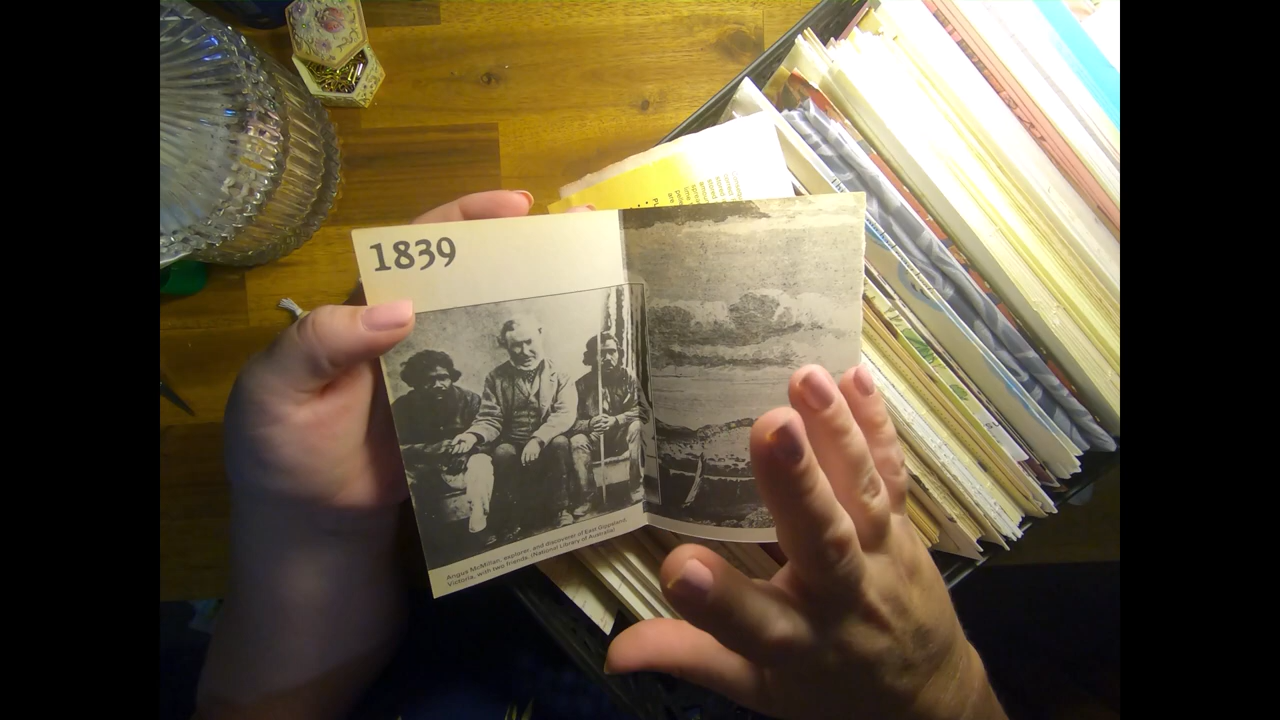 1839
Angus McMillan, explorer, and discoverer of East Gippsland,
Victoria, with two friends. (National Library of Australia)